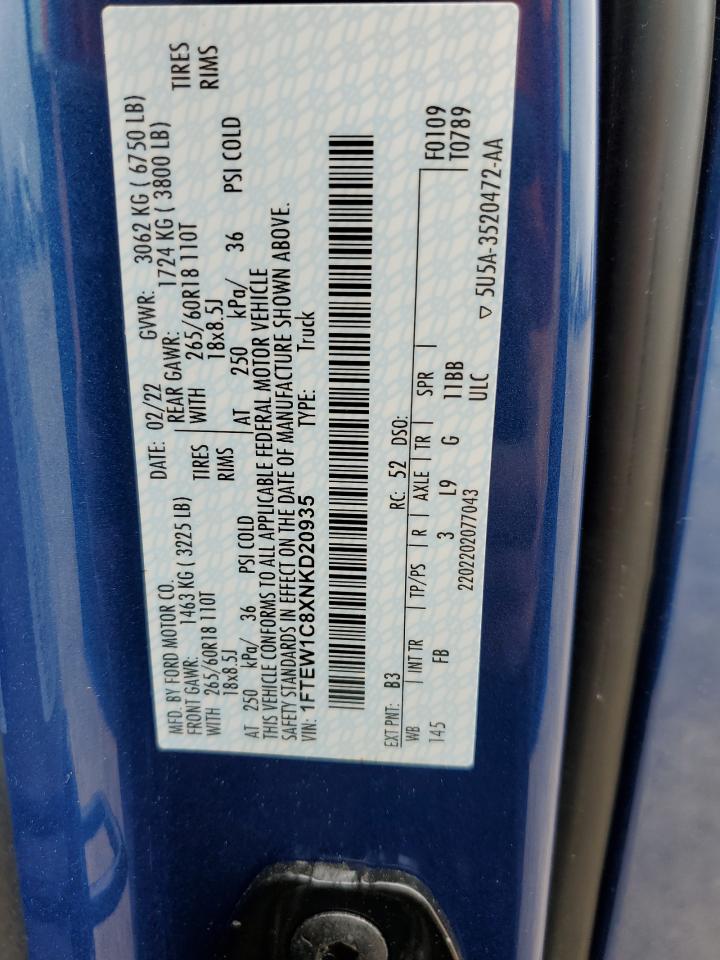 MFD. BY FORD MOTOR CO. DATE: 02/22 GVWR: 3062 KG ( 6750 LB)
FRONT GAWR: 1463 KG ( 3225 LB) REAR GAWR: 1724 KG ( 3800 LB)
WITH 265/60R18 110T TIRES WITH 265/60R18 110T TIRES
18x8.5J RIMS 18x8.5J RIMS
AT 250 kPa/ 36 PSI COLD AT 250 kPa/ 36 PSI COLD
THIS VEHICLE CONFORMS TO ALL APPLICABLE FEDERAL MOTOR VEHICLE
SAFETY STANDARDS IN EFFECT ON THE DATE OF MANUFACTURE SHOWN ABOVE.
VIN: 1FTEW1C8XNKD20935 TYPE: Truck
EXT PNT: B3 RC: 52 DSO: F0109
WB INT TR TP/PS R AXLE TR SPR T0789
145 FB 3 L9 G 11BB
2202202077043 ULC ▽ 5U5A-3520472-AA